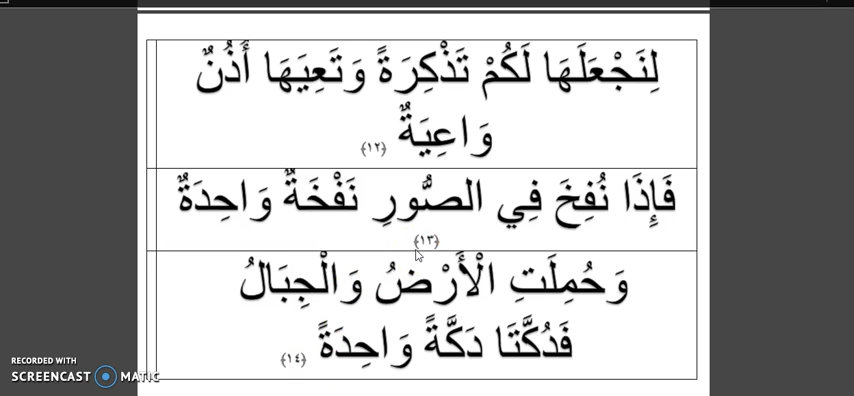 لِنَجْعَلَهَا لَكُمْ تَذْكِرَةً وَتَعِيَهَا أُذُنٌ
وَاعِيَةٌ ﴿١٢﴾
فَإِذَا نُفِخَ فِي الصُّورِ نَفْخَةٌ وَاحِدَةٌ
﴿١٣﴾
وَحُمِلَتِ الْأَرْضُ وَالْجِبَالُ
فَدُكَّتَا دَكَّةً وَاحِدَةً ﴿١٤﴾
RECORDED WITH
SCREENCAST MATIC